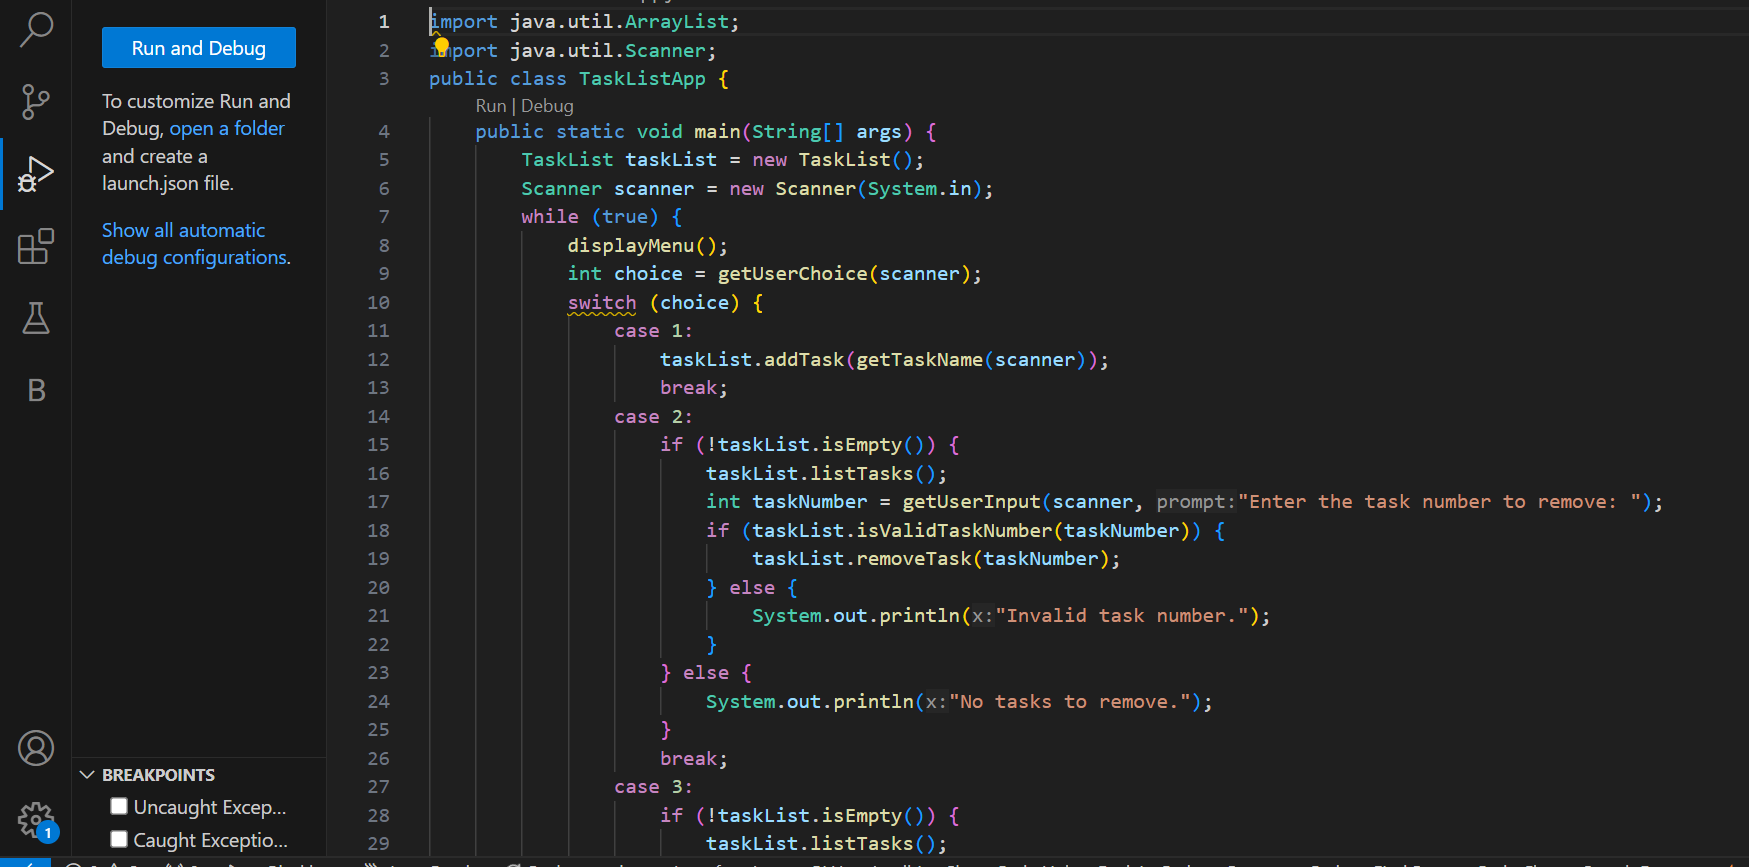 Run and Debug
To customize Run and
Debug, open a folder
and create a
launch.json file.
Show all automatic
debug configurations.
B
1
BREAKPOINTS
Uncaught Excep...
Caught Exceptio...
1 import java.util.ArrayList;
2 import java.util.Scanner;
3 public class TaskListApp {
Run | Debug
4 public static void main(String[] args) {
5 TaskList taskList = new TaskList();
6 Scanner scanner = new Scanner(System.in);
7 while (true) {
8 displayMenu();
9 int choice = getUserChoice(scanner);
10 switch (choice) {
11 case 1:
12 taskList.addTask(getTaskName(scanner));
13 break;
14 case 2:
15 if (!taskList.isEmpty()) {
16 taskList.listTasks();
17 int taskNumber = getUserInput(scanner, prompt:"Enter the task number to remove: ");
18 if (taskList.isValidTaskNumber(taskNumber)) {
19 taskList.removeTask(taskNumber);
20 } else {
21 System.out.println(x:"Invalid task number.");
22 }
23 } else {
24 System.out.println(x:"No tasks to remove.");
25 }
26 break;
27 case 3:
28 if (!taskList.isEmpty()) {
29 taskList.listTasks();